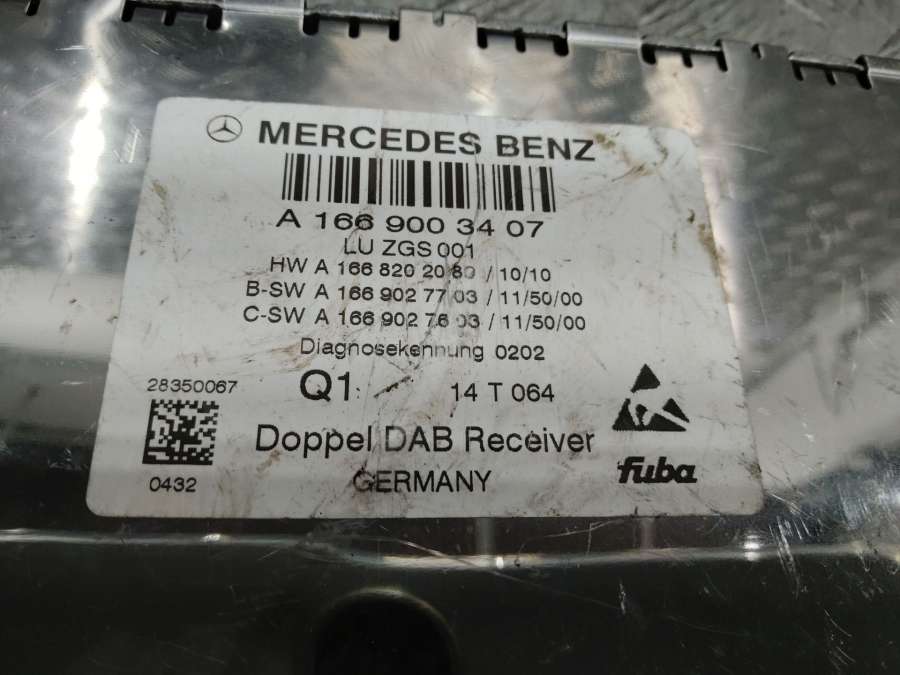 MERCEDES BENZ
A 166 900 34 07
LU ZGS 001
HW A 166 820 20 80 / 10/10
B-SW A 166 902 77 03 / 11/50/00
C-SW A 166 902 76 03 / 11/50/00
Diagnosekennung 0202
28350067
Q1 14 T 064
Doppel DAB Receiver
fuba
0432
GERMANY